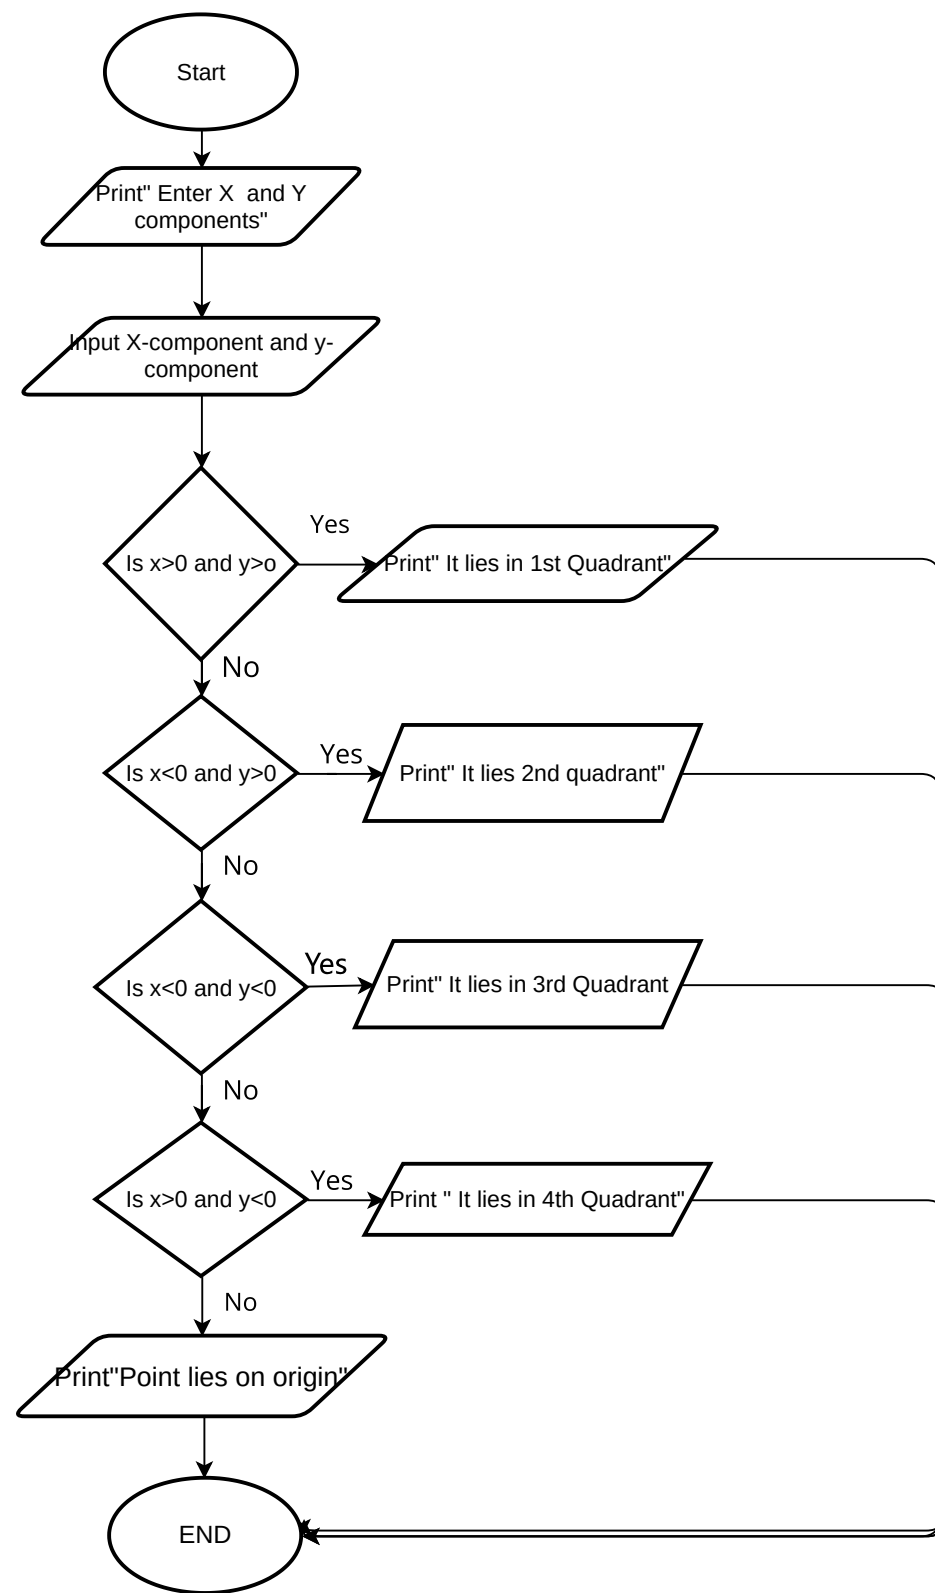 Start
Print" Enter X  and Y
components"
Input X-component and y-
component
Is x>0 and y>o
Yes
Print" It lies in 1st Quadrant"
No
Is x<0 and y>0
Yes
Print" It lies 2nd quadrant"
No
Is x<0 and y<0
Yes
Print" It lies in 3rd Quadrant
No
Is x>0 and y<0
Yes
Print " It lies in 4th Quadrant"
No
Print"Point lies on origin"
END